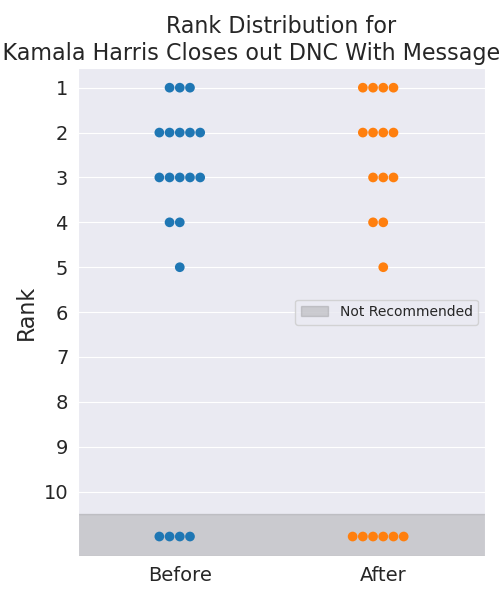 Rank Distribution for
Kamala Harris Closes out DNC With Message
1
2
3
4
5
6
7
8
9
10
Rank
Not Recommended
Before
After